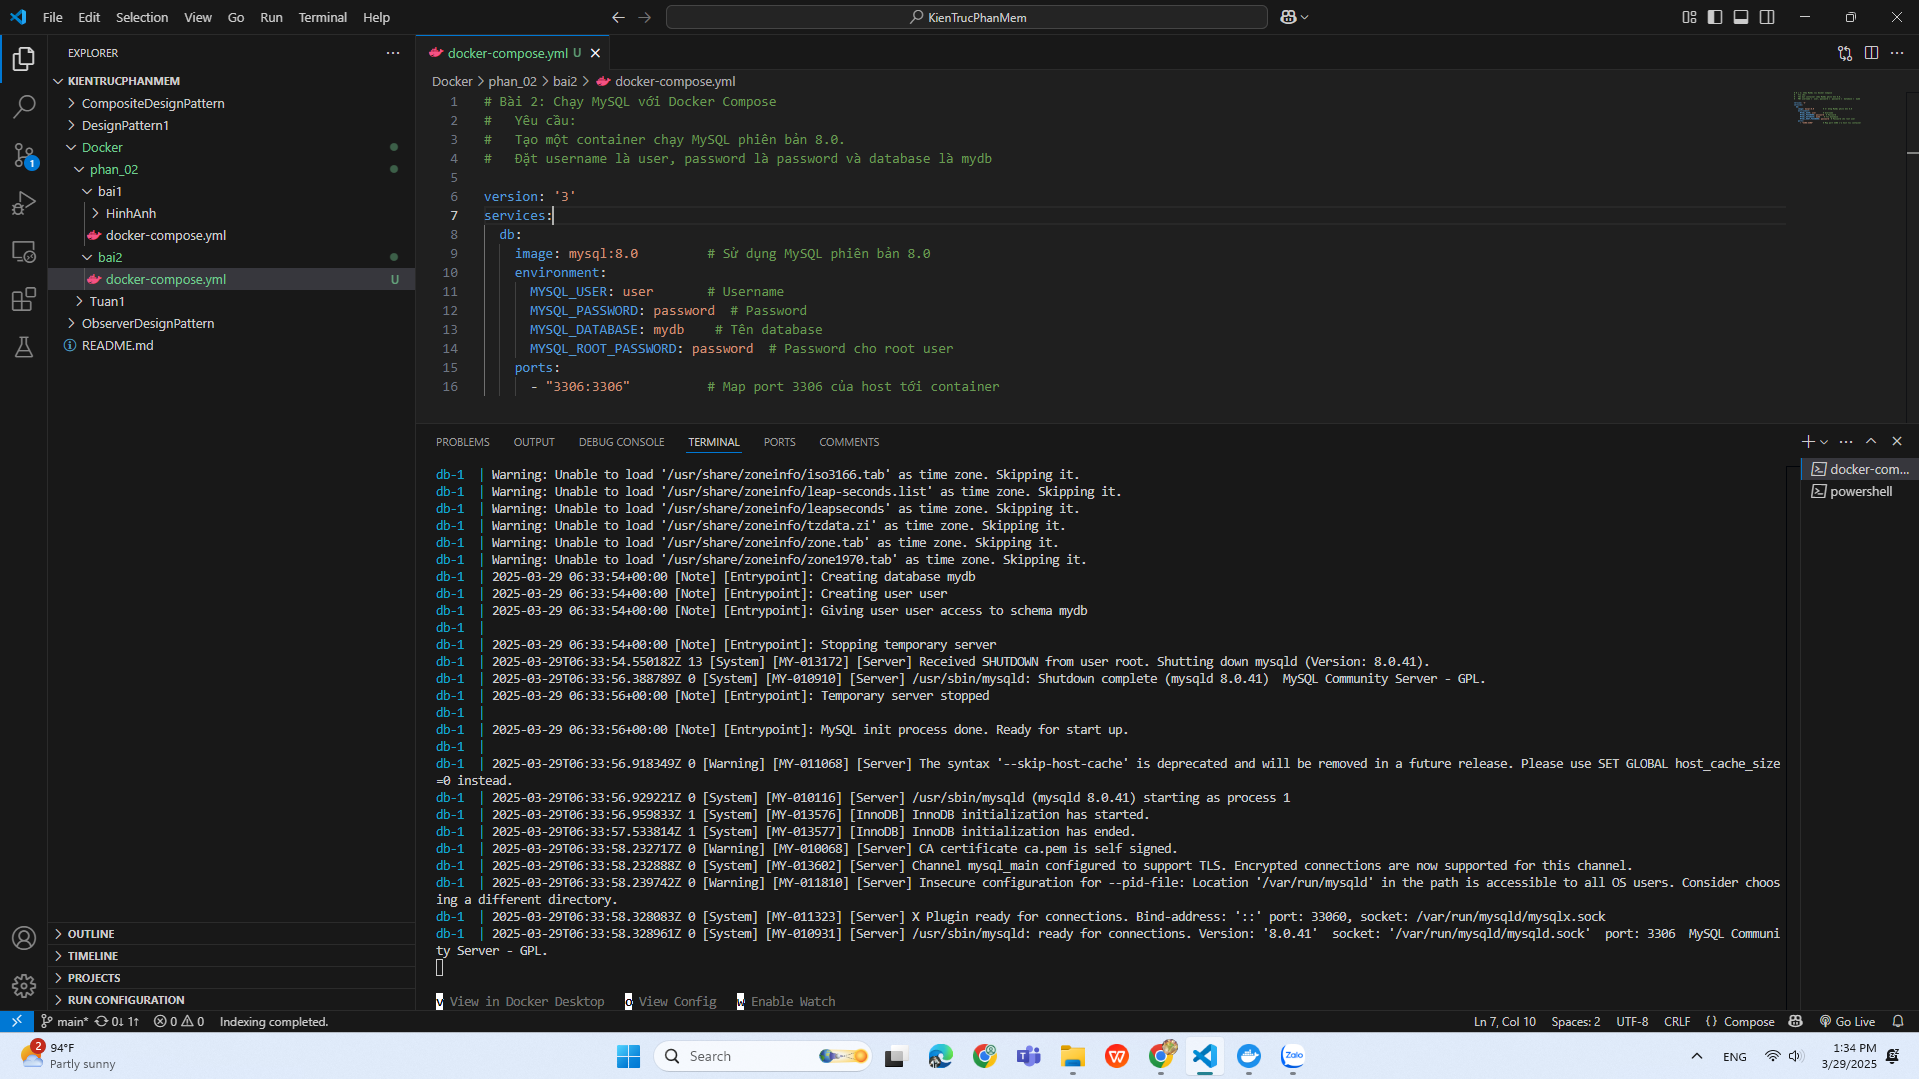 File Edit Selection View Go Run Terminal Help
KienTrucPhanMem
EXPLORER
KIENTRUCPHANMEM
CompositeDesignPattern
DesignPattern1
Docker
phan_02
bai1
HinhAnh
docker-compose.yml
bai2
docker-compose.yml U
Tuan1
ObserverDesignPattern
README.md
OUTLINE
TIMELINE
PROJECTS
RUN CONFIGURATION
1
docker-compose.yml U
Docker > phan_02 > bai2 > docker-compose.yml
1 # Bài 2: Chạy MySQL với Docker Compose
2 #   Yêu cầu:
3 #   Tạo một container chạy MySQL phiên bản 8.0.
4 #   Đặt username là user, password là password và database là mydb
5
6 version: '3'
7 services:
8   db:
9     image: mysql:8.0         # Sử dụng MySQL phiên bản 8.0
10     environment:
11       MYSQL_USER: user       # Username
12       MYSQL_PASSWORD: password  # Password
13       MYSQL_DATABASE: mydb    # Tên database
14       MYSQL_ROOT_PASSWORD: password  # Password cho root user
15     ports:
16       - "3306:3306"          # Map port 3306 của host tới container
PROBLEMS OUTPUT DEBUG CONSOLE TERMINAL PORTS COMMENTS
docker-com...
powershell
db-1  | Warning: Unable to load '/usr/share/zoneinfo/iso3166.tab' as time zone. Skipping it.
db-1  | Warning: Unable to load '/usr/share/zoneinfo/leap-seconds.list' as time zone. Skipping it.
db-1  | Warning: Unable to load '/usr/share/zoneinfo/leapseconds' as time zone. Skipping it.
db-1  | Warning: Unable to load '/usr/share/zoneinfo/tzdata.zi' as time zone. Skipping it.
db-1  | Warning: Unable to load '/usr/share/zoneinfo/zone.tab' as time zone. Skipping it.
db-1  | Warning: Unable to load '/usr/share/zoneinfo/zone1970.tab' as time zone. Skipping it.
db-1  | 2025-03-29 06:33:54+00:00 [Note] [Entrypoint]: Creating database mydb
db-1  | 2025-03-29 06:33:54+00:00 [Note] [Entrypoint]: Creating user user
db-1  | 2025-03-29 06:33:54+00:00 [Note] [Entrypoint]: Giving user user access to schema mydb
db-1  |
db-1  | 2025-03-29 06:33:54+00:00 [Note] [Entrypoint]: Stopping temporary server
db-1  | 2025-03-29T06:33:54.550182Z 13 [System] [MY-013172] [Server] Received SHUTDOWN from user root. Shutting down mysqld (Version: 8.0.41).
db-1  | 2025-03-29T06:33:56.388789Z 0 [System] [MY-010910] [Server] /usr/sbin/mysqld: Shutdown complete (mysqld 8.0.41)  MySQL Community Server - GPL.
db-1  | 2025-03-29 06:33:56+00:00 [Note] [Entrypoint]: Temporary server stopped
db-1  |
db-1  | 2025-03-29 06:33:56+00:00 [Note] [Entrypoint]: MySQL init process done. Ready for start up.
db-1  |
db-1  | 2025-03-29T06:33:56.918349Z 0 [Warning] [MY-011068] [Server] The syntax '--skip-host-cache' is deprecated and will be removed in a future release. Please use SET GLOBAL host_cache_size
=0 instead.
db-1  | 2025-03-29T06:33:56.929221Z 0 [System] [MY-010116] [Server] /usr/sbin/mysqld (mysqld 8.0.41) starting as process 1
db-1  | 2025-03-29T06:33:56.959833Z 1 [System] [MY-013576] [InnoDB] InnoDB initialization has started.
db-1  | 2025-03-29T06:33:57.533814Z 1 [System] [MY-013577] [InnoDB] InnoDB initialization has ended.
db-1  | 2025-03-29T06:33:58.232717Z 0 [Warning] [MY-010068] [Server] CA certificate ca.pem is self signed.
db-1  | 2025-03-29T06:33:58.232888Z 0 [System] [MY-013602] [Server] Channel mysql_main configured to support TLS. Encrypted connections are now supported for this channel.
db-1  | 2025-03-29T06:33:58.239742Z 0 [Warning] [MY-011810] [Server] Insecure configuration for --pid-file: Location '/var/run/mysqld' in the path is accessible to all OS users. Consider choos
ing a different directory.
db-1  | 2025-03-29T06:33:58.328083Z 0 [System] [MY-011323] [Server] X Plugin ready for connections. Bind-address: '::' port: 33060, socket: /var/run/mysqld/mysqlx.sock
db-1  | 2025-03-29T06:33:58.328961Z 0 [System] [MY-010931] [Server] /usr/sbin/mysqld: ready for connections. Version: '8.0.41'  socket: '/var/run/mysqld/mysqld.sock'  port: 3306  MySQL Communi
ty Server - GPL.
v View in Docker Desktop   o View Config   w Enable Watch
main* 0↓ 1↑ 0 0 Indexing completed.
Ln 7, Col 10 Spaces: 2 UTF-8 CRLF {} Compose Go Live
2
94°F
Partly sunny
Search
Zalo
ENG
1:34 PM
3/29/2025